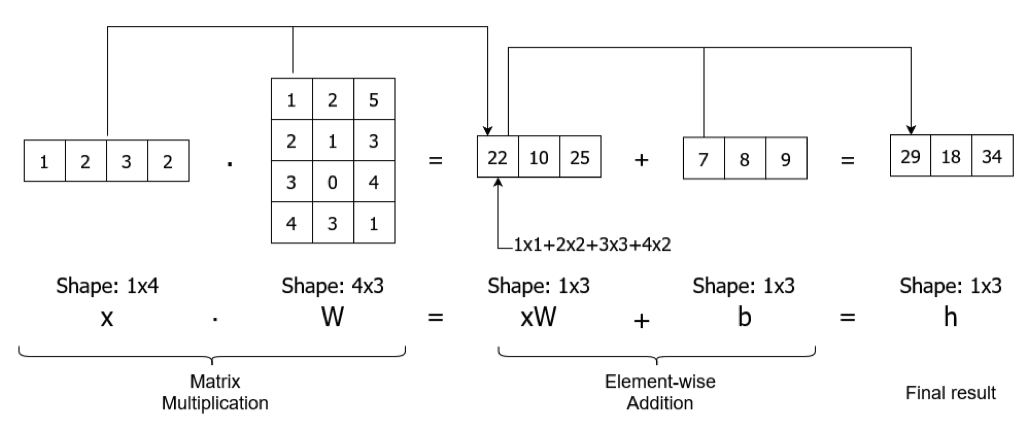 1 2 5
2 1 3
1 2 3 2 · 3 0 4 = 22 10 25 + 7 8 9 = 29 18 34
4 3 1
1x1+2x2+3x3+4x2
Shape: 1x4 Shape: 4x3 Shape: 1x3 Shape: 1x3 Shape: 1x3
x · W = xW + b = h
Matrix
Multiplication
Element-wise
Addition
Final result